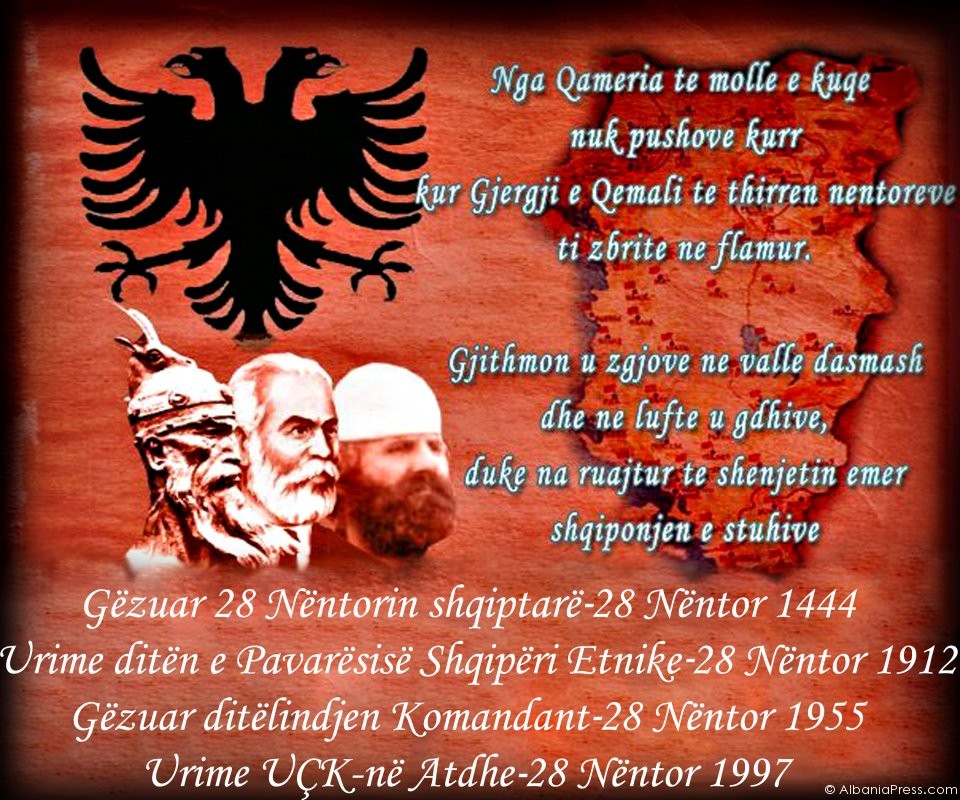 Nga Qameria te molle e kuqe
nuk pushove kurr
kur Gjergji e Qemali te thirren nentoreve
ti zbrite ne flamur.
Gjithmon u zgjove ne valle dasmash
dhe ne lufte u gdhive,
duke na ruajtur te shenjetin emer
shqiponjen e stuhive
Gëzuar 28 Nëntorin shqiptarë-28 Nëntor 1444
Urime ditën e Pavarësisë Shqipëri Etnike-28 Nëntor 1912
Gëzuar ditëlindjen Komandant-28 Nëntor 1955
Urime UÇK-në Atdhe-28 Nëntor 1997
© AlbaniaPress.com